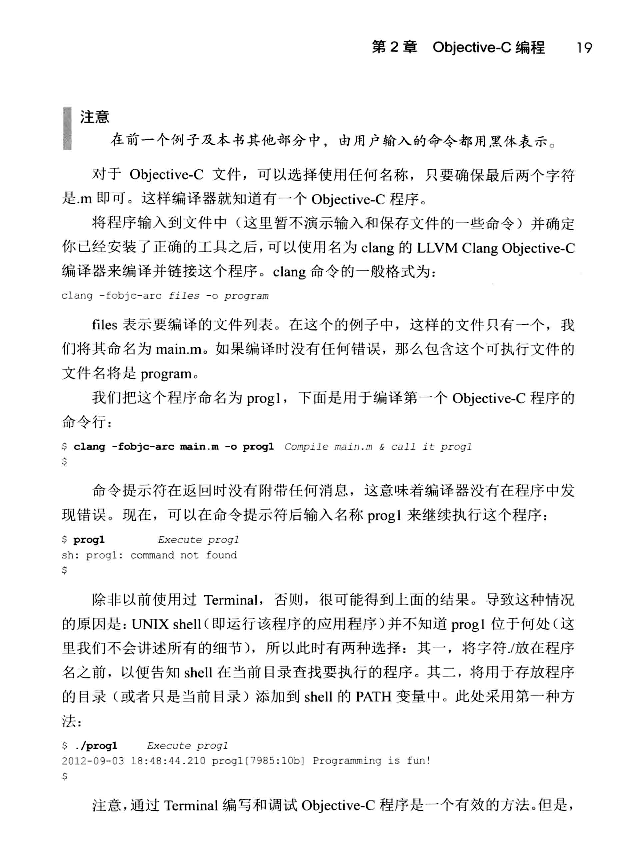 第 2 章 Objective-C 编程 19
注意
在前一个例子及本书其他部分中，由用户输入的命令都用黑体表示。
对于 Objective-C 文件，可以选择使用任何名称，只要确保最后两个字符
是.m 即可。这样编译器就知道有一个 Objective-C 程序。
将程序输入到文件中（这里暂不演示输入和保存文件的一些命令）并确定
你已经安装了正确的工具之后，可以使用名为 clang 的 LLVM Clang Objective-C
编译器来编译并链接这个程序。clang 命令的一般格式为：
clang -fobjc-arc files -o program
files 表示要编译的文件列表。在这个的例子中，这样的文件只有一个，我
们将其命名为 main.m。如果编译时没有任何错误，那么包含这个可执行文件的
文件名将是 program。
我们把这个程序命名为 prog1，下面是用于编译第一个 Objective-C 程序的
命令行：
$ clang -fobjc-arc main.m -o prog1 Compile main.m & call it prog1
$
命令提示符在返回时没有附带任何消息，这意味着编译器没有在程序中发
现错误。现在，可以在命令提示符后输入名称 prog1 来继续执行这个程序：
$ prog1 Execute prog1
sh: prog1: command not found
$
除非以前使用过 Terminal，否则，很可能得到上面的结果。导致这种情况
的原因是：UNIX shell（即运行该程序的应用程序）并不知道 prog1 位于何处（这
里我们不会讲述所有的细节），所以此时有两种选择：其一，将字符./放在程序
名之前，以便告知 shell 在当前目录查找要执行的程序。其二，将用于存放程序
的目录（或者只是当前目录）添加到 shell 的 PATH 变量中。此处采用第一种方
法：
$ ./prog1 Execute prog1
2012-09-03 18:48:44.210 prog1[7985:10b] Programming is fun!
$
注意，通过 Terminal 编写和调试 Objective-C 程序是一个有效的方法。但是，